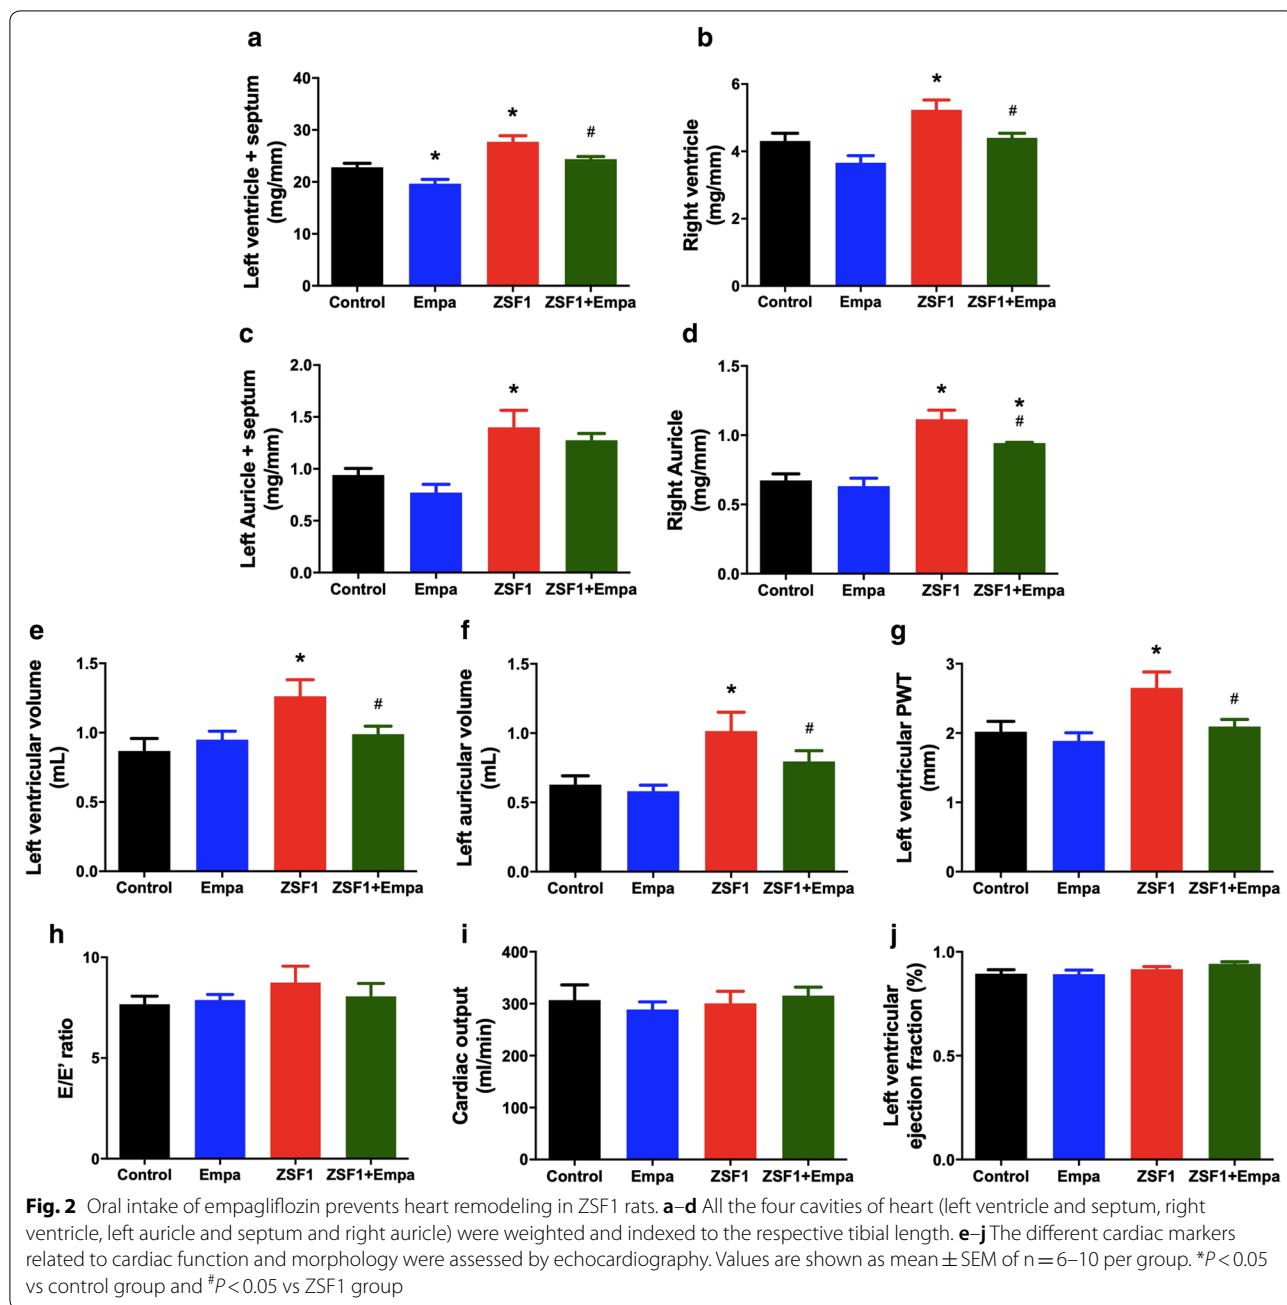 a
Left ventricle + septum
(mg/mm)
40
30
20
10
0
*
*
#
Control Empa ZSF1 ZSF1+Empa
b
Right ventricle
(mg/mm)
6
4
2
0
*
#
Control Empa ZSF1 ZSF1+Empa
c
Left Auricle + septum
(mg/mm)
2.0
1.5
1.0
0.5
0.0
*
Control Empa ZSF1 ZSF1+Empa
d
Right Auricle
(mg/mm)
1.5
1.0
0.5
0.0
*
*
#
Control Empa ZSF1 ZSF1+Empa
e
Left ventricular volume
(mL)
1.5
1.0
0.5
0.0
*
#
Control Empa ZSF1 ZSF1+Empa
f
Left auricular volume
(mL)
1.5
1.0
0.5
0.0
*
#
Control Empa ZSF1 ZSF1+Empa
g
Left ventricular PWT
(mm)
3
2
1
0
*
#
Control Empa ZSF1 ZSF1+Empa
h
E/E' ratio
10
5
0
Control Empa ZSF1 ZSF1+Empa
i
Cardiac output
(ml/min)
400
300
200
100
0
Control Empa ZSF1 ZSF1+Empa
j
Left ventricular
ejection fraction (%)
1.0
0.5
0.0
Control Empa ZSF1 ZSF1+Empa
Fig. 2 Oral intake of empagliflozin prevents heart remodeling in ZSF1 rats. a–d All the four cavities of heart (left ventricle and septum, right
ventricle, left auricle and septum and right auricle) were weighted and indexed to the respective tibial length. e–j The different cardiac markers
related to cardiac function and morphology were assessed by echocardiography. Values are shown as mean ± SEM of n = 6–10 per group. *P < 0.05
vs control group and #P < 0.05 vs ZSF1 group